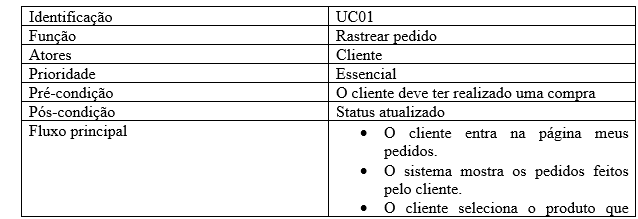 Identificação UC01
Função Rastrear pedido
Atores Cliente
Prioridade Essencial
Pré-condição O cliente deve ter realizado uma compra
Pós-condição Status atualizado
Fluxo principal • O cliente entra na página meus
pedidos.
• O sistema mostra os pedidos feitos
pelo cliente.
• O cliente seleciona o produto que